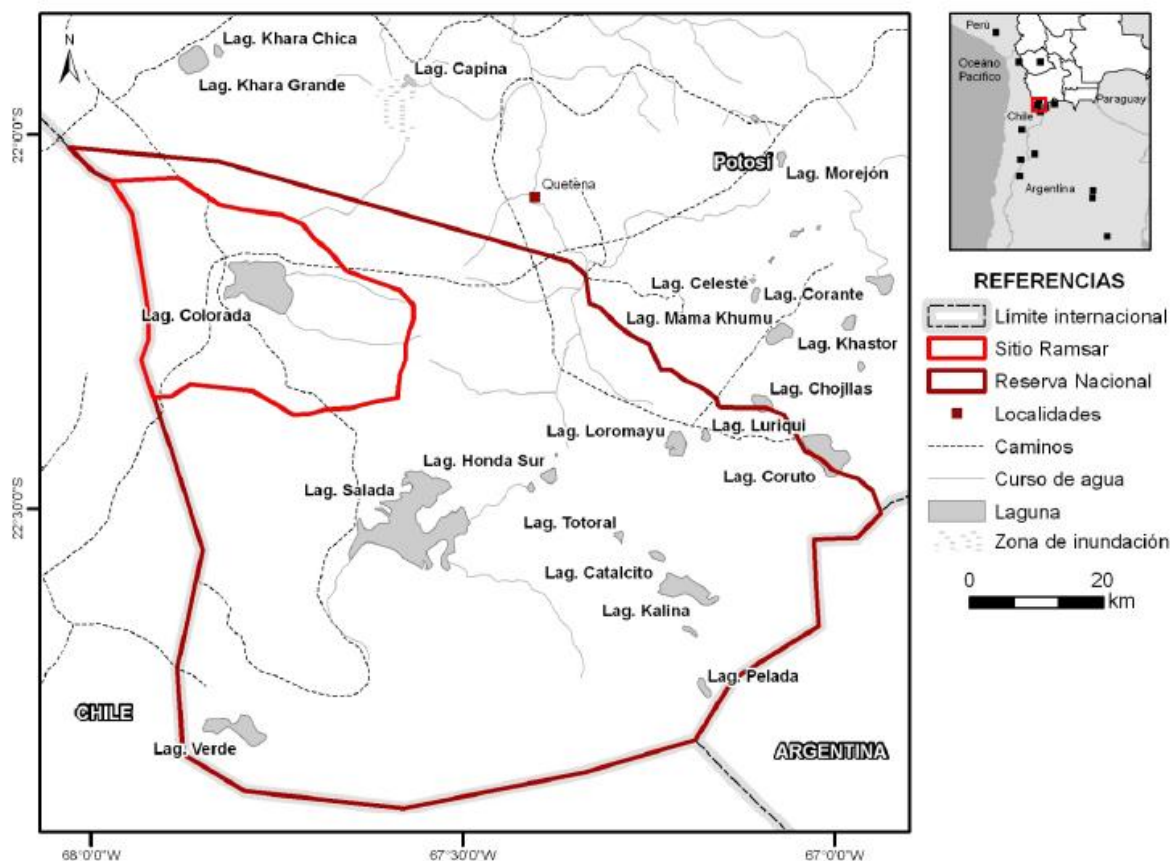 N
Lag. Khara Chica
Lag. Khara Grande
Lag. Capina
Potosí
Lag. Morejón
Quetena
Lag. Celeste
Lag. Corante
Lag. Colorada
Lag. Mama Khumu
Lag. Khastor
Lag. Chojllas
Lag. Loromayu
Lag. Luriqui
Lag. Honda Sur
Lag. Coruto
Lag. Salada
Lag. Totoral
Lag. Catalcito
Lag. Kalina
Lag. Pelada
CHILE
Lag. Verde
ARGENTINA
22°0'0"S
22°30'0"S
68°0'0"W
67°30'0"W
67°0'0"W
Perú
Oceano
Pacifico
Paraguay
Chile
Argentina
REFERENCIAS
Límite internacional
Sitio Ramsar
Reserva Nacional
Localidades
Caminos
Curso de agua
Laguna
Zona de inundación
0 20
km